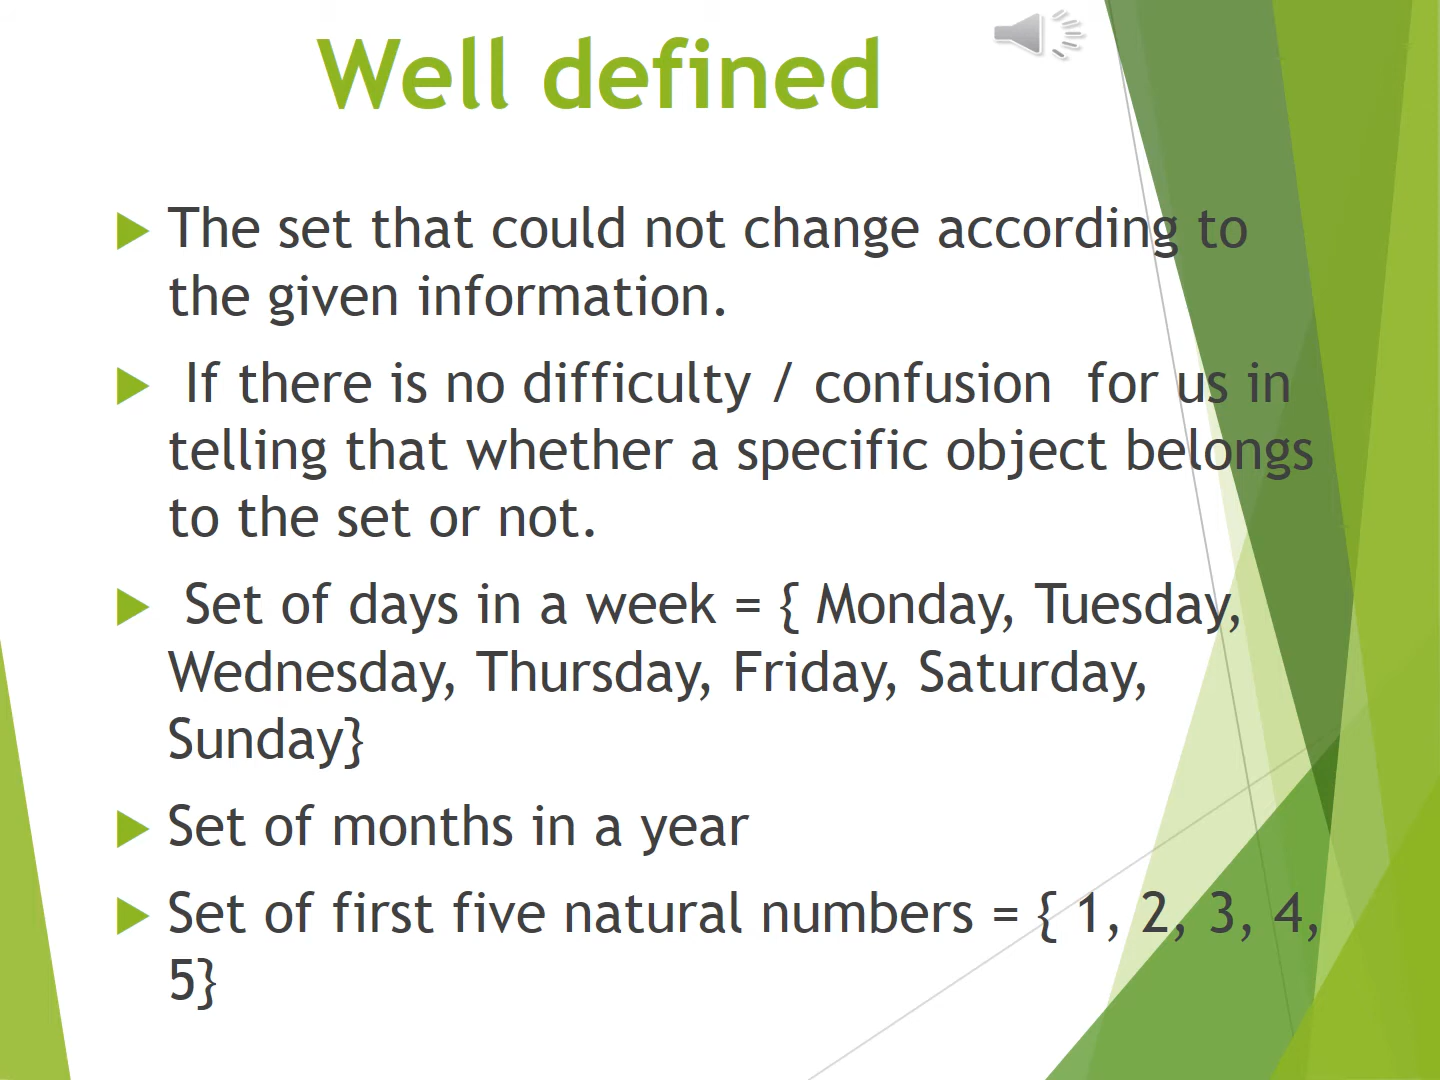 Well defined
The set that could not change according to
the given information.
If there is no difficulty / confusion for us in
telling that whether a specific object belongs
to the set or not.
Set of days in a week = { Monday, Tuesday,
Wednesday, Thursday, Friday, Saturday,
Sunday}
Set of months in a year
Set of first five natural numbers = { 1, 2, 3, 4,
5}